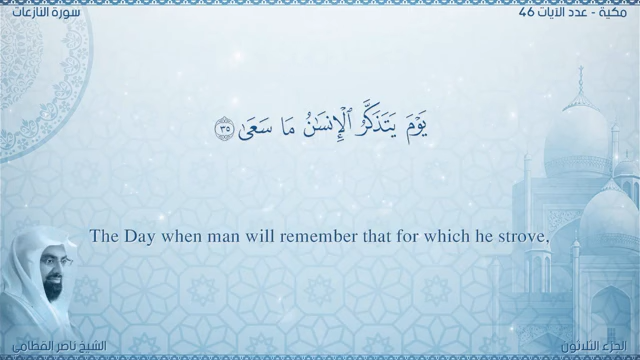 سورة النازعات
مكية - عدد الآيات 46
يَوْمَ يَتَذَكَّرُ الْإِنسَٰنُ مَا سَعَىٰ ٣٥
The Day when man will remember that for which he strove,
الشيخ ناصر القطامي
الجزء الثلاثون